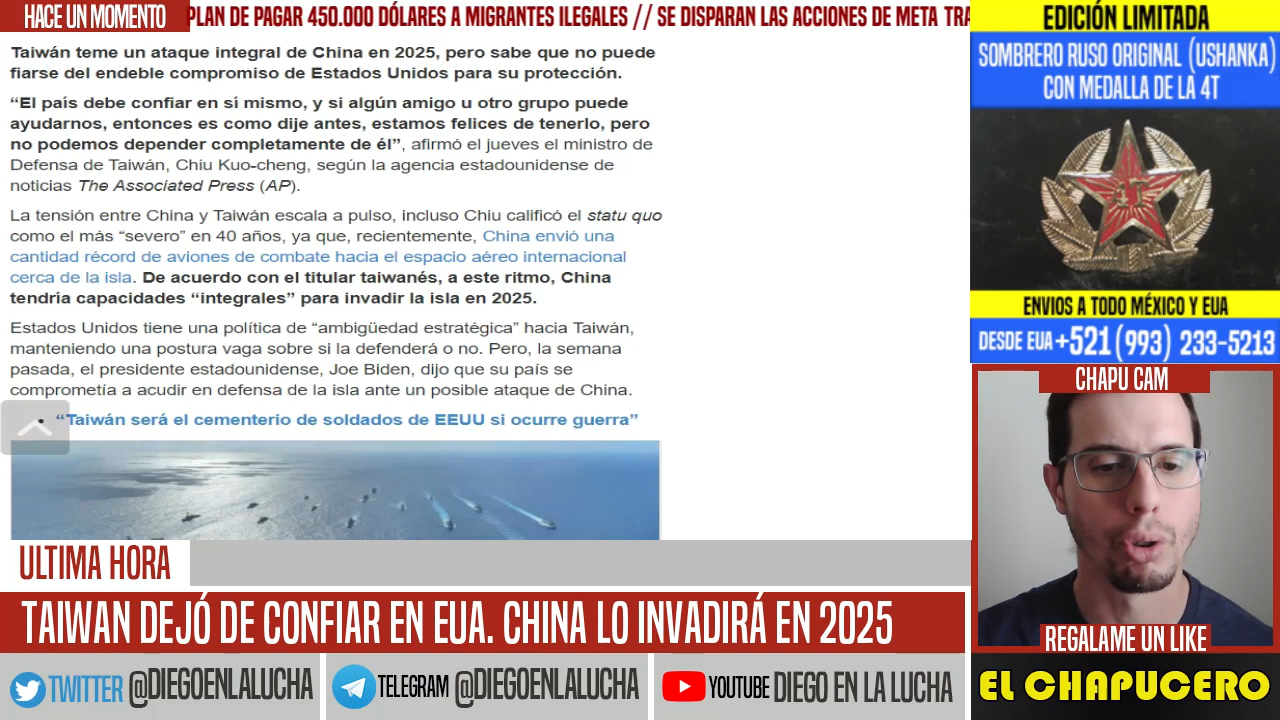 HACE UN MOMENTO
PLAN DE PAGAR 450.000 DÓLARES A MIGRANTES ILEGALES // SE DISPARAN LAS ACCIONES DE META TRA
Taiwán teme un ataque integral de China en 2025, pero sabe que no puede
fiarse del endeble compromiso de Estados Unidos para su protección.
“El país debe confiar en sí mismo, y si algún amigo u otro grupo puede
ayudarnos, entonces es como dije antes, estamos felices de tenerlo, pero
no podemos depender completamente de él”, afirmó el jueves el ministro de
Defensa de Taiwán, Chiu Kuo-cheng, según la agencia estadounidense de
noticias The Associated Press (AP).
La tensión entre China y Taiwán escala a pulso, incluso Chiu calificó el statu quo
como el más “severo” en 40 años, ya que, recientemente, China envió una
cantidad récord de aviones de combate hacia el espacio aéreo internacional
cerca de la isla. De acuerdo con el titular taiwanés, a este ritmo, China
tendría capacidades “integrales” para invadir la isla en 2025.
Estados Unidos tiene una política de “ambigüedad estratégica” hacia Taiwán,
manteniendo una postura vaga sobre si la defenderá o no. Pero, la semana
pasada, el presidente estadounidense, Joe Biden, dijo que su país se
comprometía a acudir en defensa de la isla ante un posible ataque de China.
• “Taiwán será el cementerio de soldados de EEUU si ocurre guerra”
EDICIÓN LIMITADA
SOMBRERO RUSO ORIGINAL (USHANKA)
CON MEDALLA DE LA 4T
4T
ENVIOS A TODO MÉXICO Y EUA
DESDE EUA +521 (993) 233-5213
CHAPU CAM
REGALAME UN LIKE
ULTIMA HORA
TAIWAN DEJÓ DE CONFIAR EN EUA. CHINA LO INVADIRÁ EN 2025
TWITTER @DIEGOENLALUCHA
TELEGRAM @DIEGOENLALUCHA
YOUTUBE DIEGO EN LA LUCHA
EL CHAPUCERO